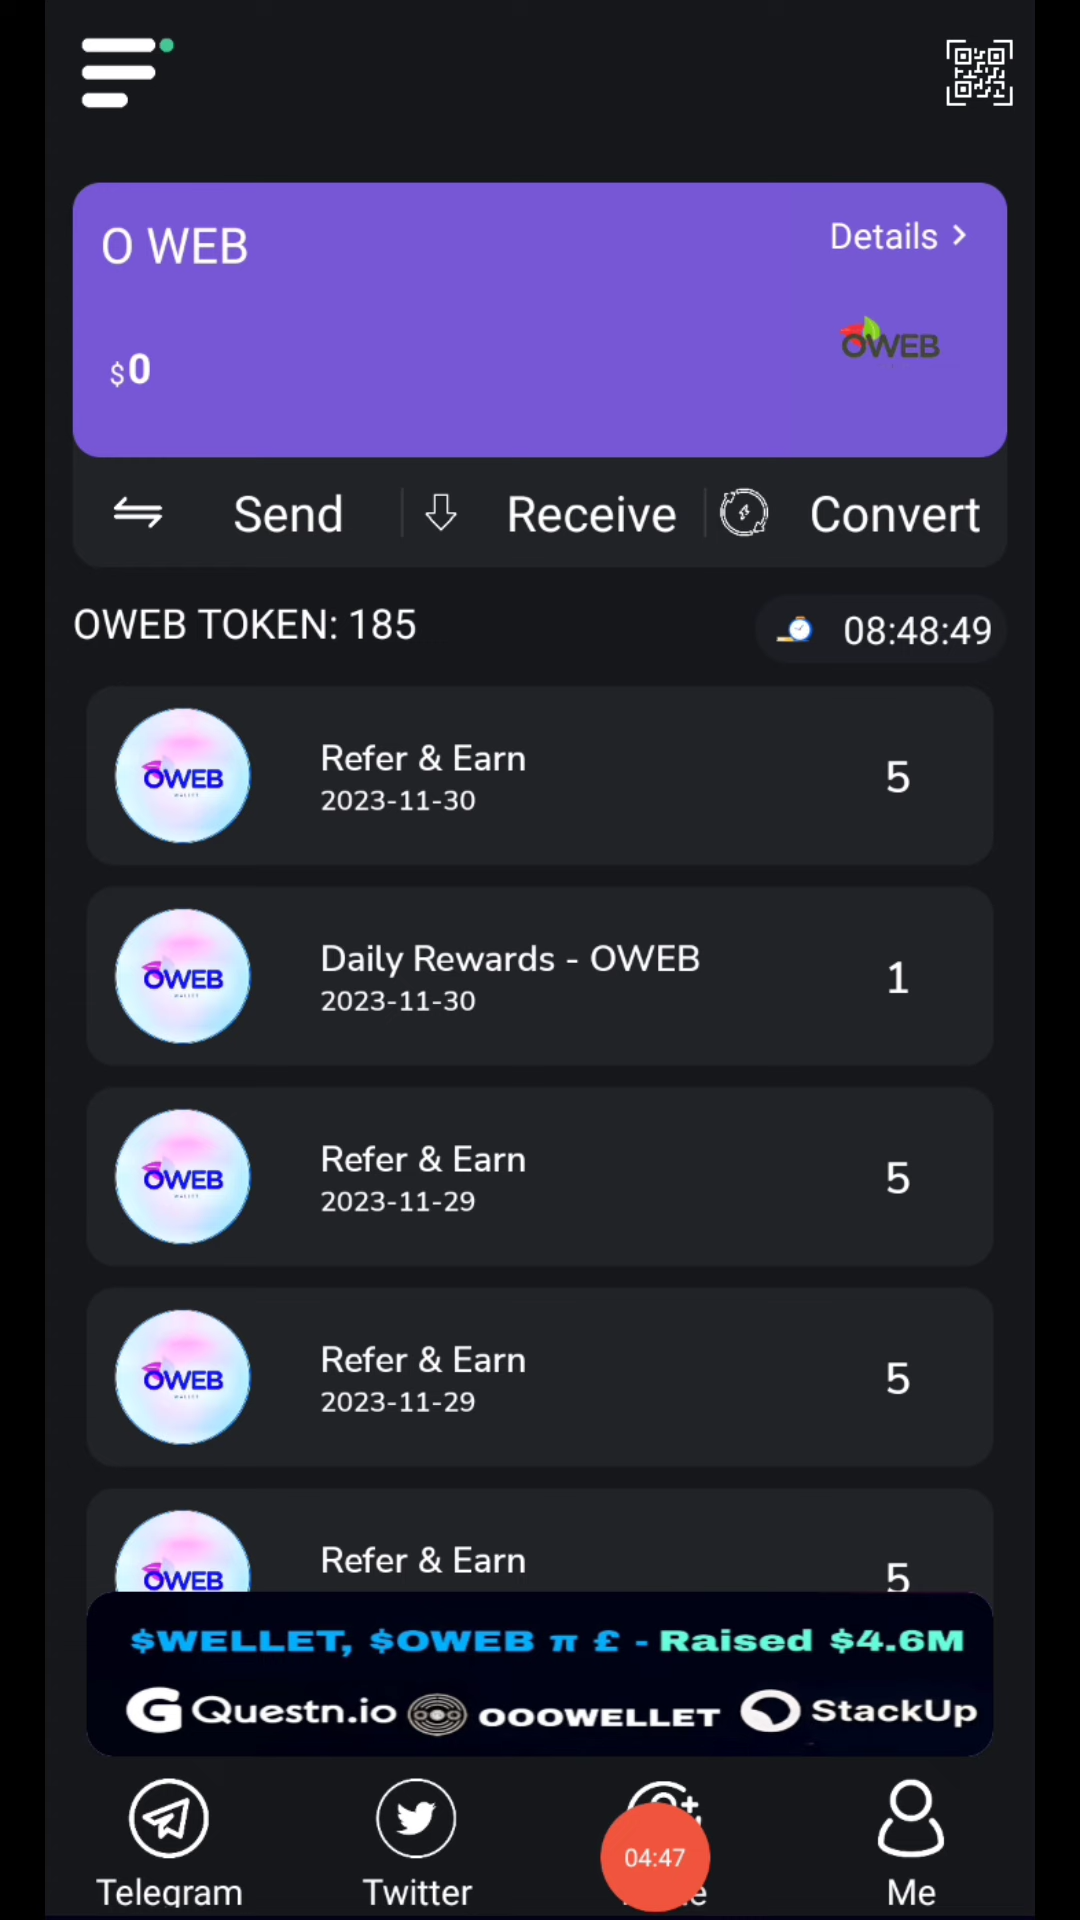 O WEB
Details >
OWEB
$0
Send
Receive
Convert
OWEB TOKEN: 185
08:48:49
OWEB
Refer & Earn
2023-11-30
5
OWEB
WALLET
Daily Rewards - OWEB
2023-11-30
1
OWEB
Refer & Earn
2023-11-29
5
OWEB
Refer & Earn
2023-11-29
5
OWEB
Refer & Earn
5
$WELLET, $OWEB π £ - Raised $4.6M
Questn.io
OOOWELLET
StackUp
Telegram
Twitter
04:47
Me